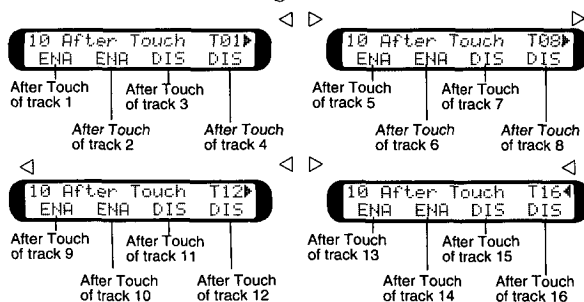 10 After Touch T01▶
ENA ENA DIS DIS
After Touch of track 1
After Touch of track 2
After Touch of track 3
After Touch of track 4
10 After Touch T08▶
ENA ENA DIS DIS
After Touch of track 5
After Touch of track 6
After Touch of track 7
After Touch of track 8
10 After Touch T12▶
ENA ENA DIS DIS
After Touch of track 9
After Touch of track 10
After Touch of track 11
After Touch of track 12
10 After Touch T16◀
ENA ENA DIS DIS
After Touch of track 13
After Touch of track 14
After Touch of track 15
After Touch of track 16